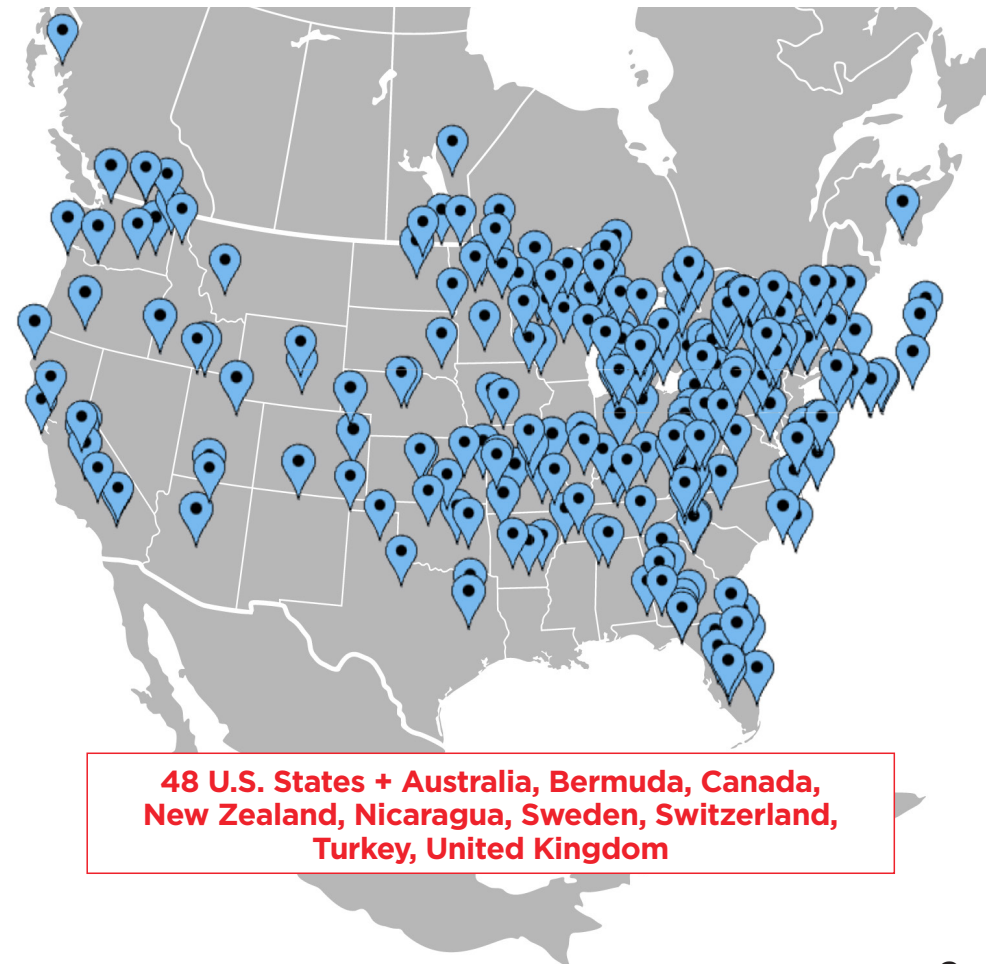 48 U.S. States + Australia, Bermuda, Canada,
New Zealand, Nicaragua, Sweden, Switzerland,
Turkey, United Kingdom